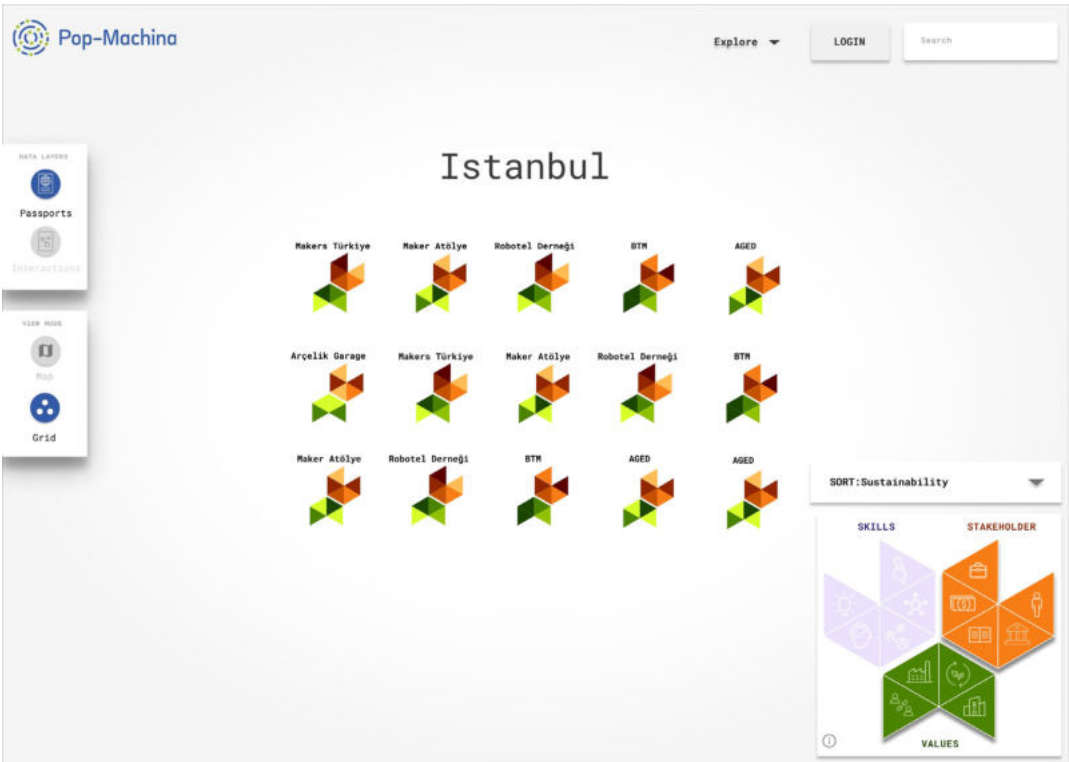 Pop-Machina
Explore
LOGIN
Search
DATA LAYERS
Passports
Interactions
VIEW MODE
Map
Grid
Istanbul
Makers Türkiye Maker Atölye Robotel Derneği BTM AGED
Arçelik Garage Makers Türkiye Maker Atölye Robotel Derneği BTM
Maker Atölye Robotel Derneği BTM AGED AGED
SORT:Sustainability
SKILLS STAKEHOLDER
VALUES